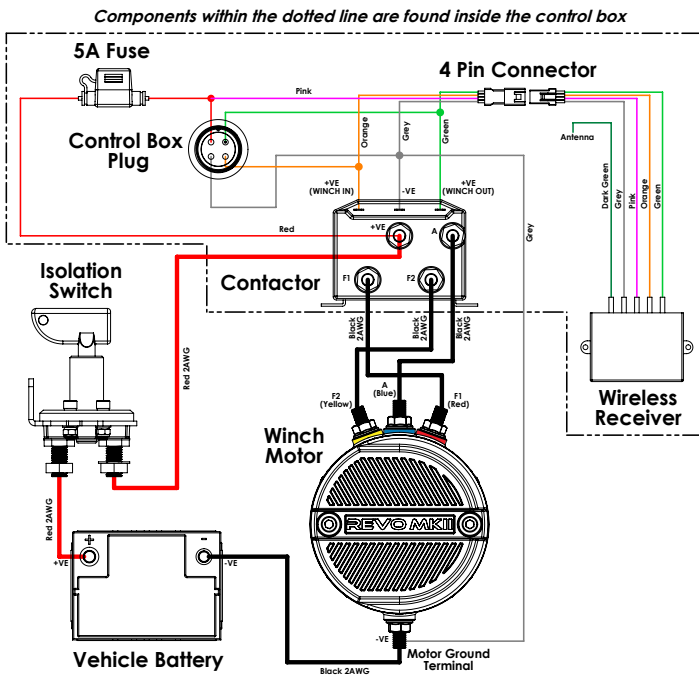 Components within the dotted line are found inside the control box
5A Fuse
4 Pin Connector
Pink
Control Box
Plug
Orange
Grey
Green
Antenna
+VE
(WINCH IN)
-VE
+VE
(WINCH OUT)
Dark Green
Grey
Pink
Orange
Green
Red
+VE
A
Grey
Isolation
Switch
Contactor
F1
F2
Black
2AWG
Black
2AWG
Black
2AWG
Red 2AWG
Wireless
Receiver
F2
(Yellow)
A
(Blue)
F1
(Red)
Winch
Motor
REVO MKII
Red 2AWG
+
-
+VE
-VE
-VE
Motor Ground
Terminal
Vehicle Battery
Black 2AWG